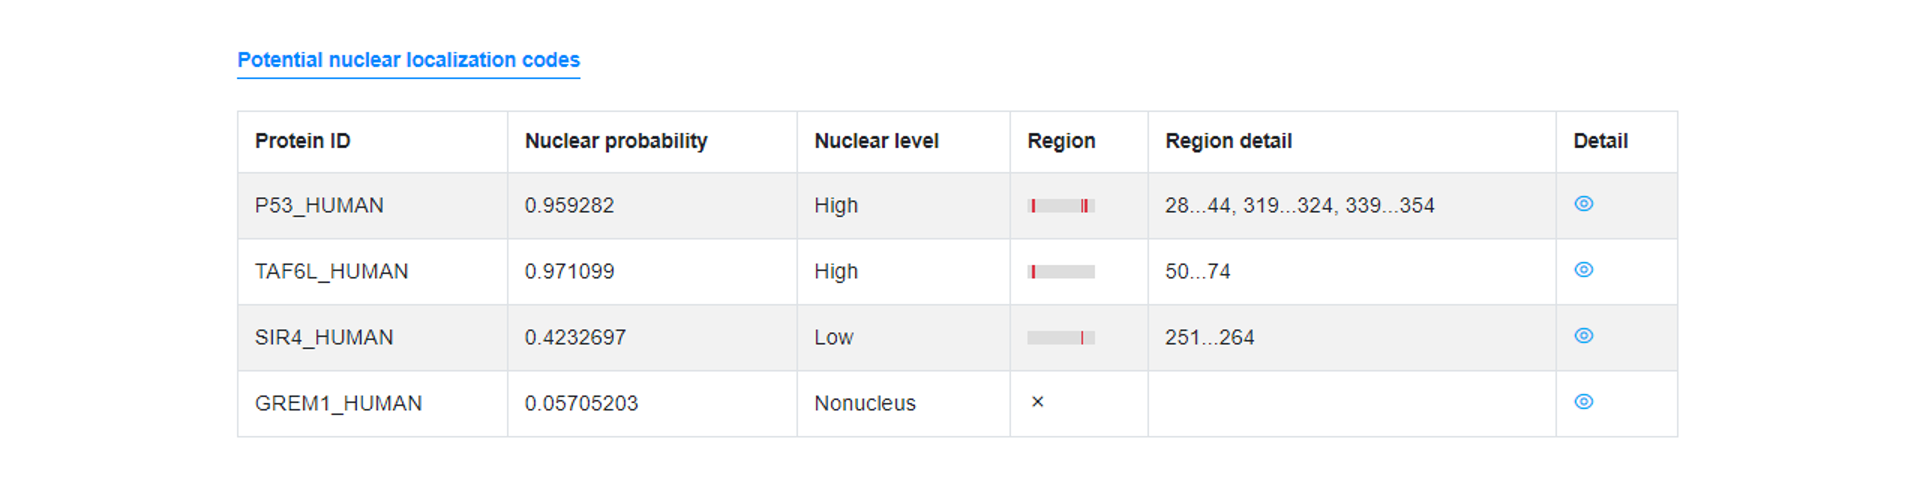 Potential nuclear localization codes
Protein ID Nuclear probability Nuclear level Region Region detail Detail
P53_HUMAN 0.959282 High 28...44, 319...324, 339...354
TAF6L_HUMAN 0.971099 High 50...74
SIR4_HUMAN 0.4232697 Low 251...264
GREM1_HUMAN 0.05705203 Nonucleus ×